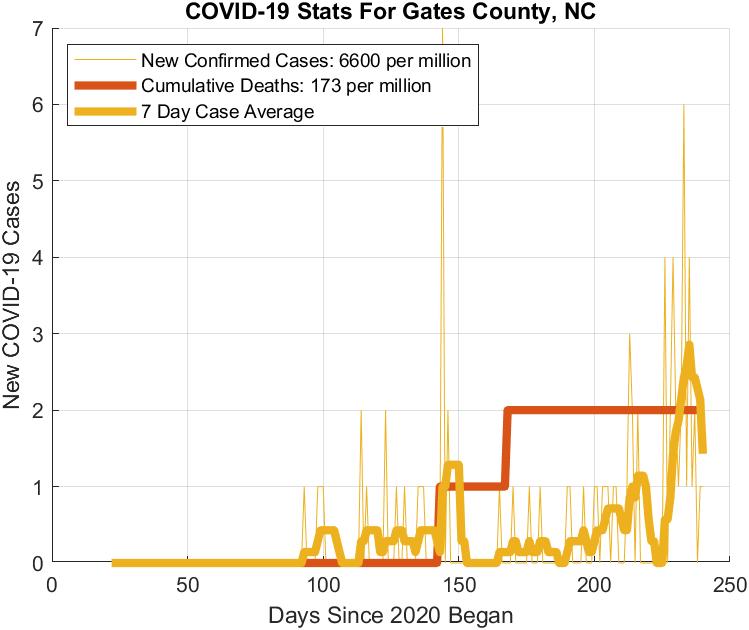 COVID-19 Stats For Gates County, NC
New Confirmed Cases: 6600 per million
Cumulative Deaths: 173 per million
7 Day Case Average
New COVID-19 Cases
7
6
5
4
3
2
1
0
0 50 100 150 200 250
Days Since 2020 Began